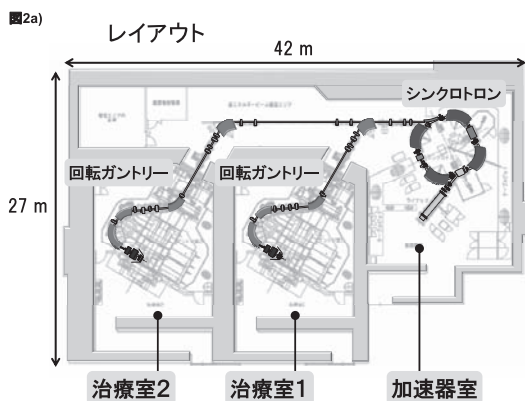 図2a)
レイアウト
42 m
シンクロトロン
回転ガントリー
回転ガントリー
27 m
治療室2
治療室1
加速器室